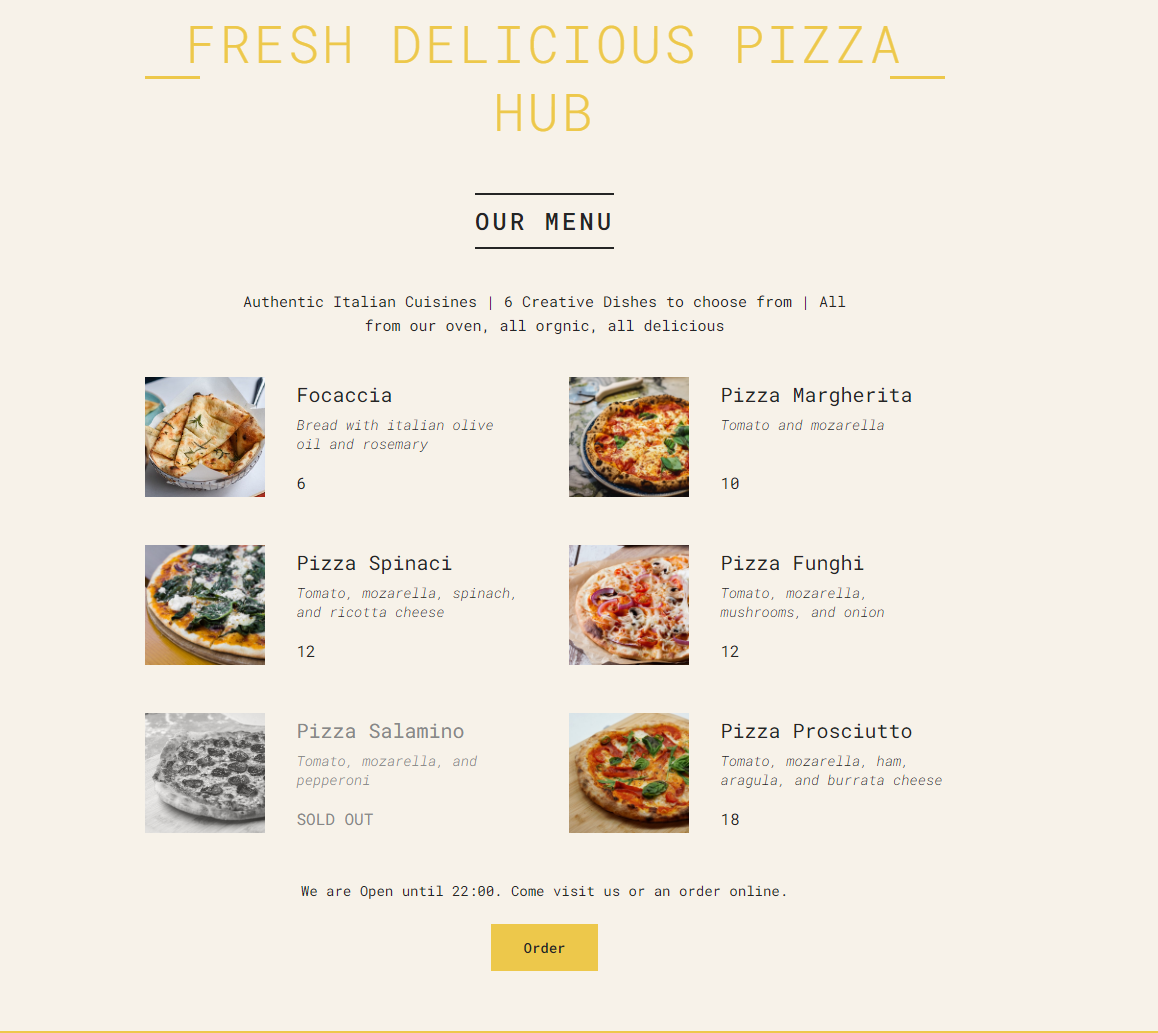 FRESH DELICIOUS PIZZA
HUB
OUR MENU
Authentic Italian Cuisines | 6 Creative Dishes to choose from | All
from our oven, all orgnic, all delicious
Focaccia
Bread with italian olive
oil and rosemary
6
Pizza Margherita
Tomato and mozarella
10
Pizza Spinaci
Tomato, mozarella, spinach,
and ricotta cheese
12
Pizza Funghi
Tomato, mozarella,
mushrooms, and onion
12
Pizza Salamino
Tomato, mozarella, and
pepperoni
SOLD OUT
Pizza Prosciutto
Tomato, mozarella, ham,
aragula, and burrata cheese
18
We are Open until 22:00. Come visit us or an order online.
Order